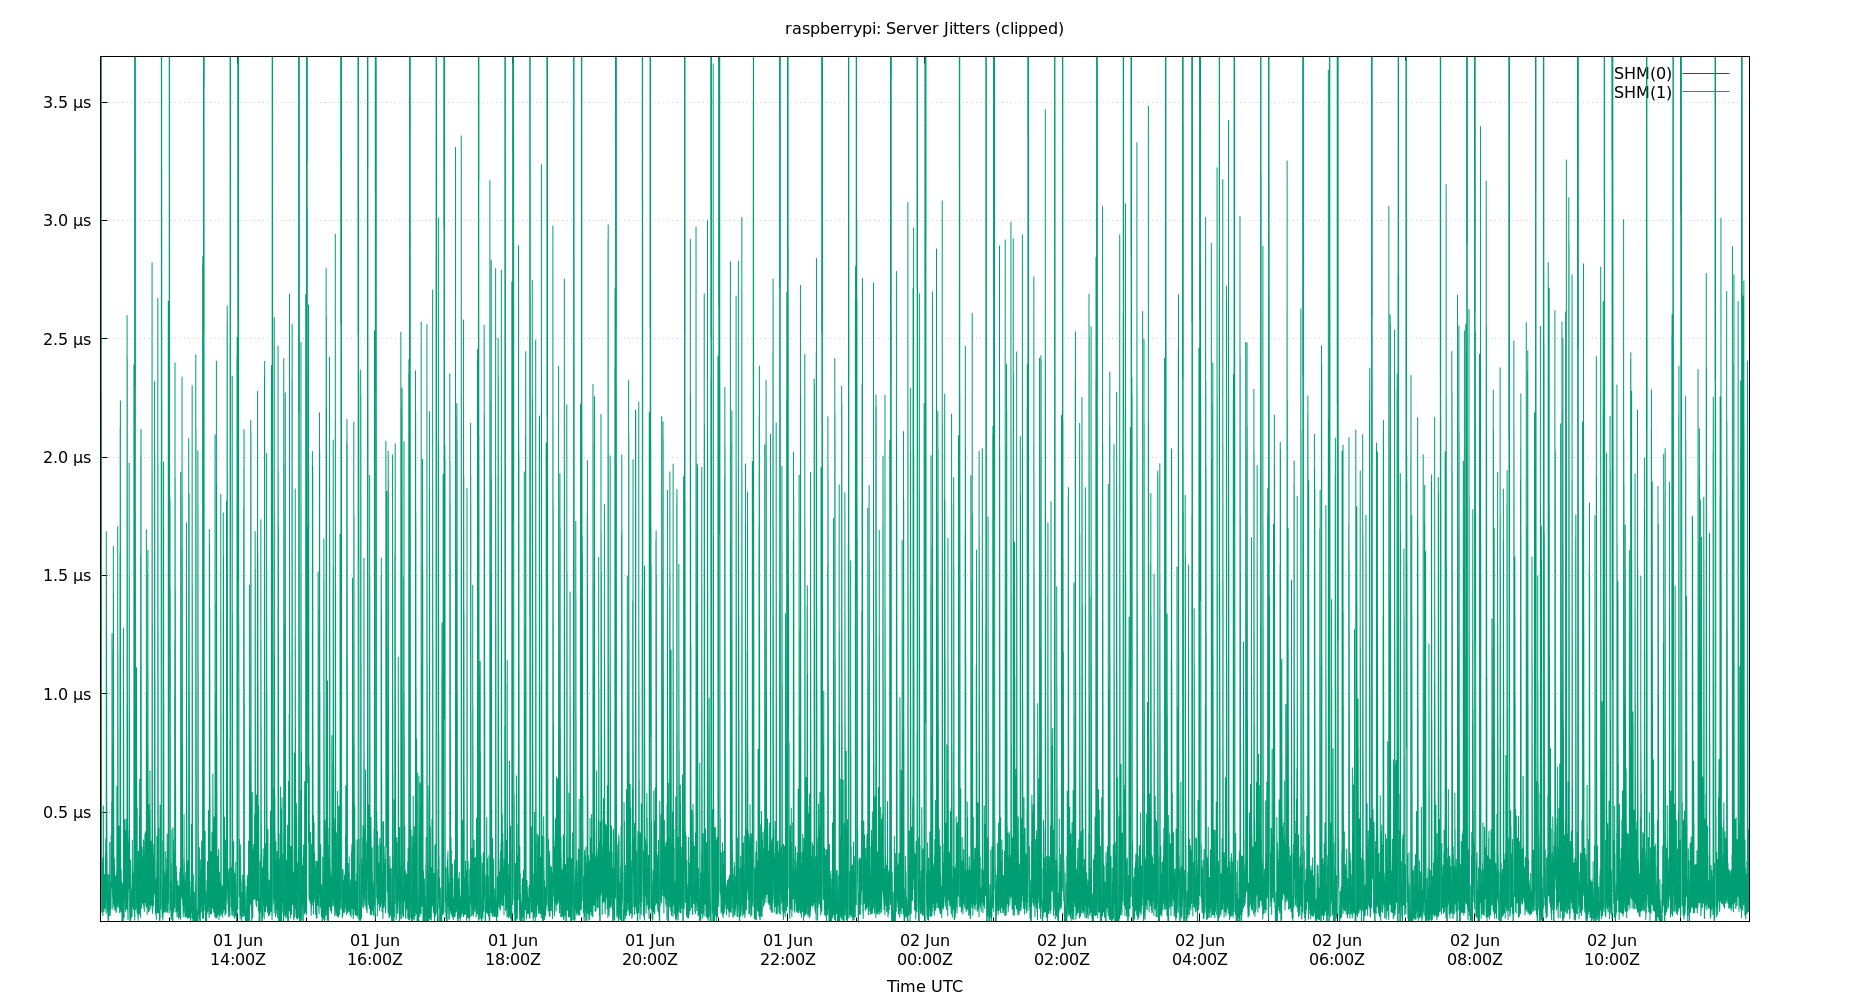 raspberrypi: Server Jitters (clipped)
SHM(0)
SHM(1)
3.5 µs
3.0 µs
2.5 µs
2.0 µs
1.5 µs
1.0 µs
0.5 µs
01 Jun 01 Jun 01 Jun 01 Jun 01 Jun 02 Jun 02 Jun 02 Jun 02 Jun 02 Jun 02 Jun
14:00Z 16:00Z 18:00Z 20:00Z 22:00Z 00:00Z 02:00Z 04:00Z 06:00Z 08:00Z 10:00Z
Time UTC